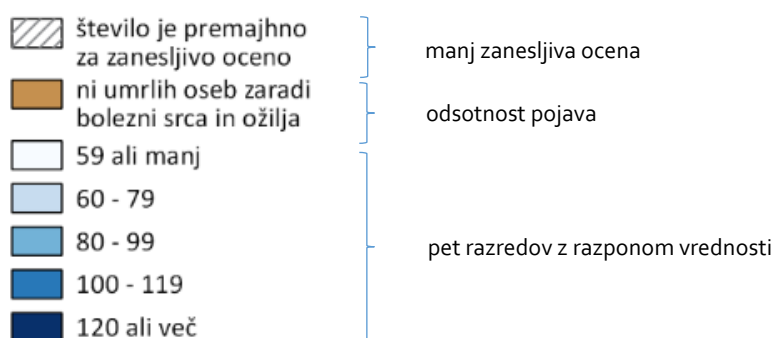 število je premajhno
za zanesljivo oceno
manj zanesljiva ocena
ni umrlih oseb zaradi
bolezni srca in ožilja
odsotnost pojava
59 ali manj
60 - 79
80 - 99
pet razredov z razponom vrednosti
100 - 119
120 ali več